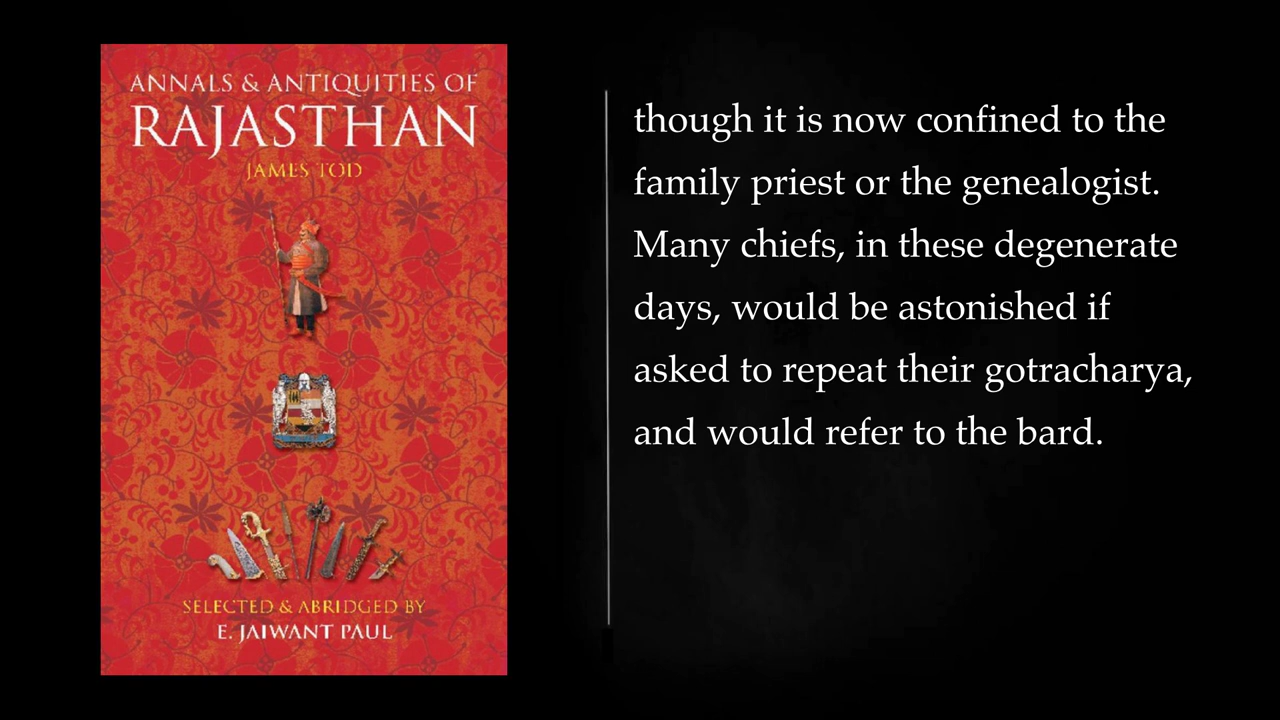 ANNALS & ANTIQUITIES OF
RAJASTHAN
JAMES TOD
SELECTED & ABRIDGED BY
E. JAIWANT PAUL
though it is now confined to the
family priest or the genealogist.
Many chiefs, in these degenerate
days, would be astonished if
asked to repeat their gotracharya,
and would refer to the bard.